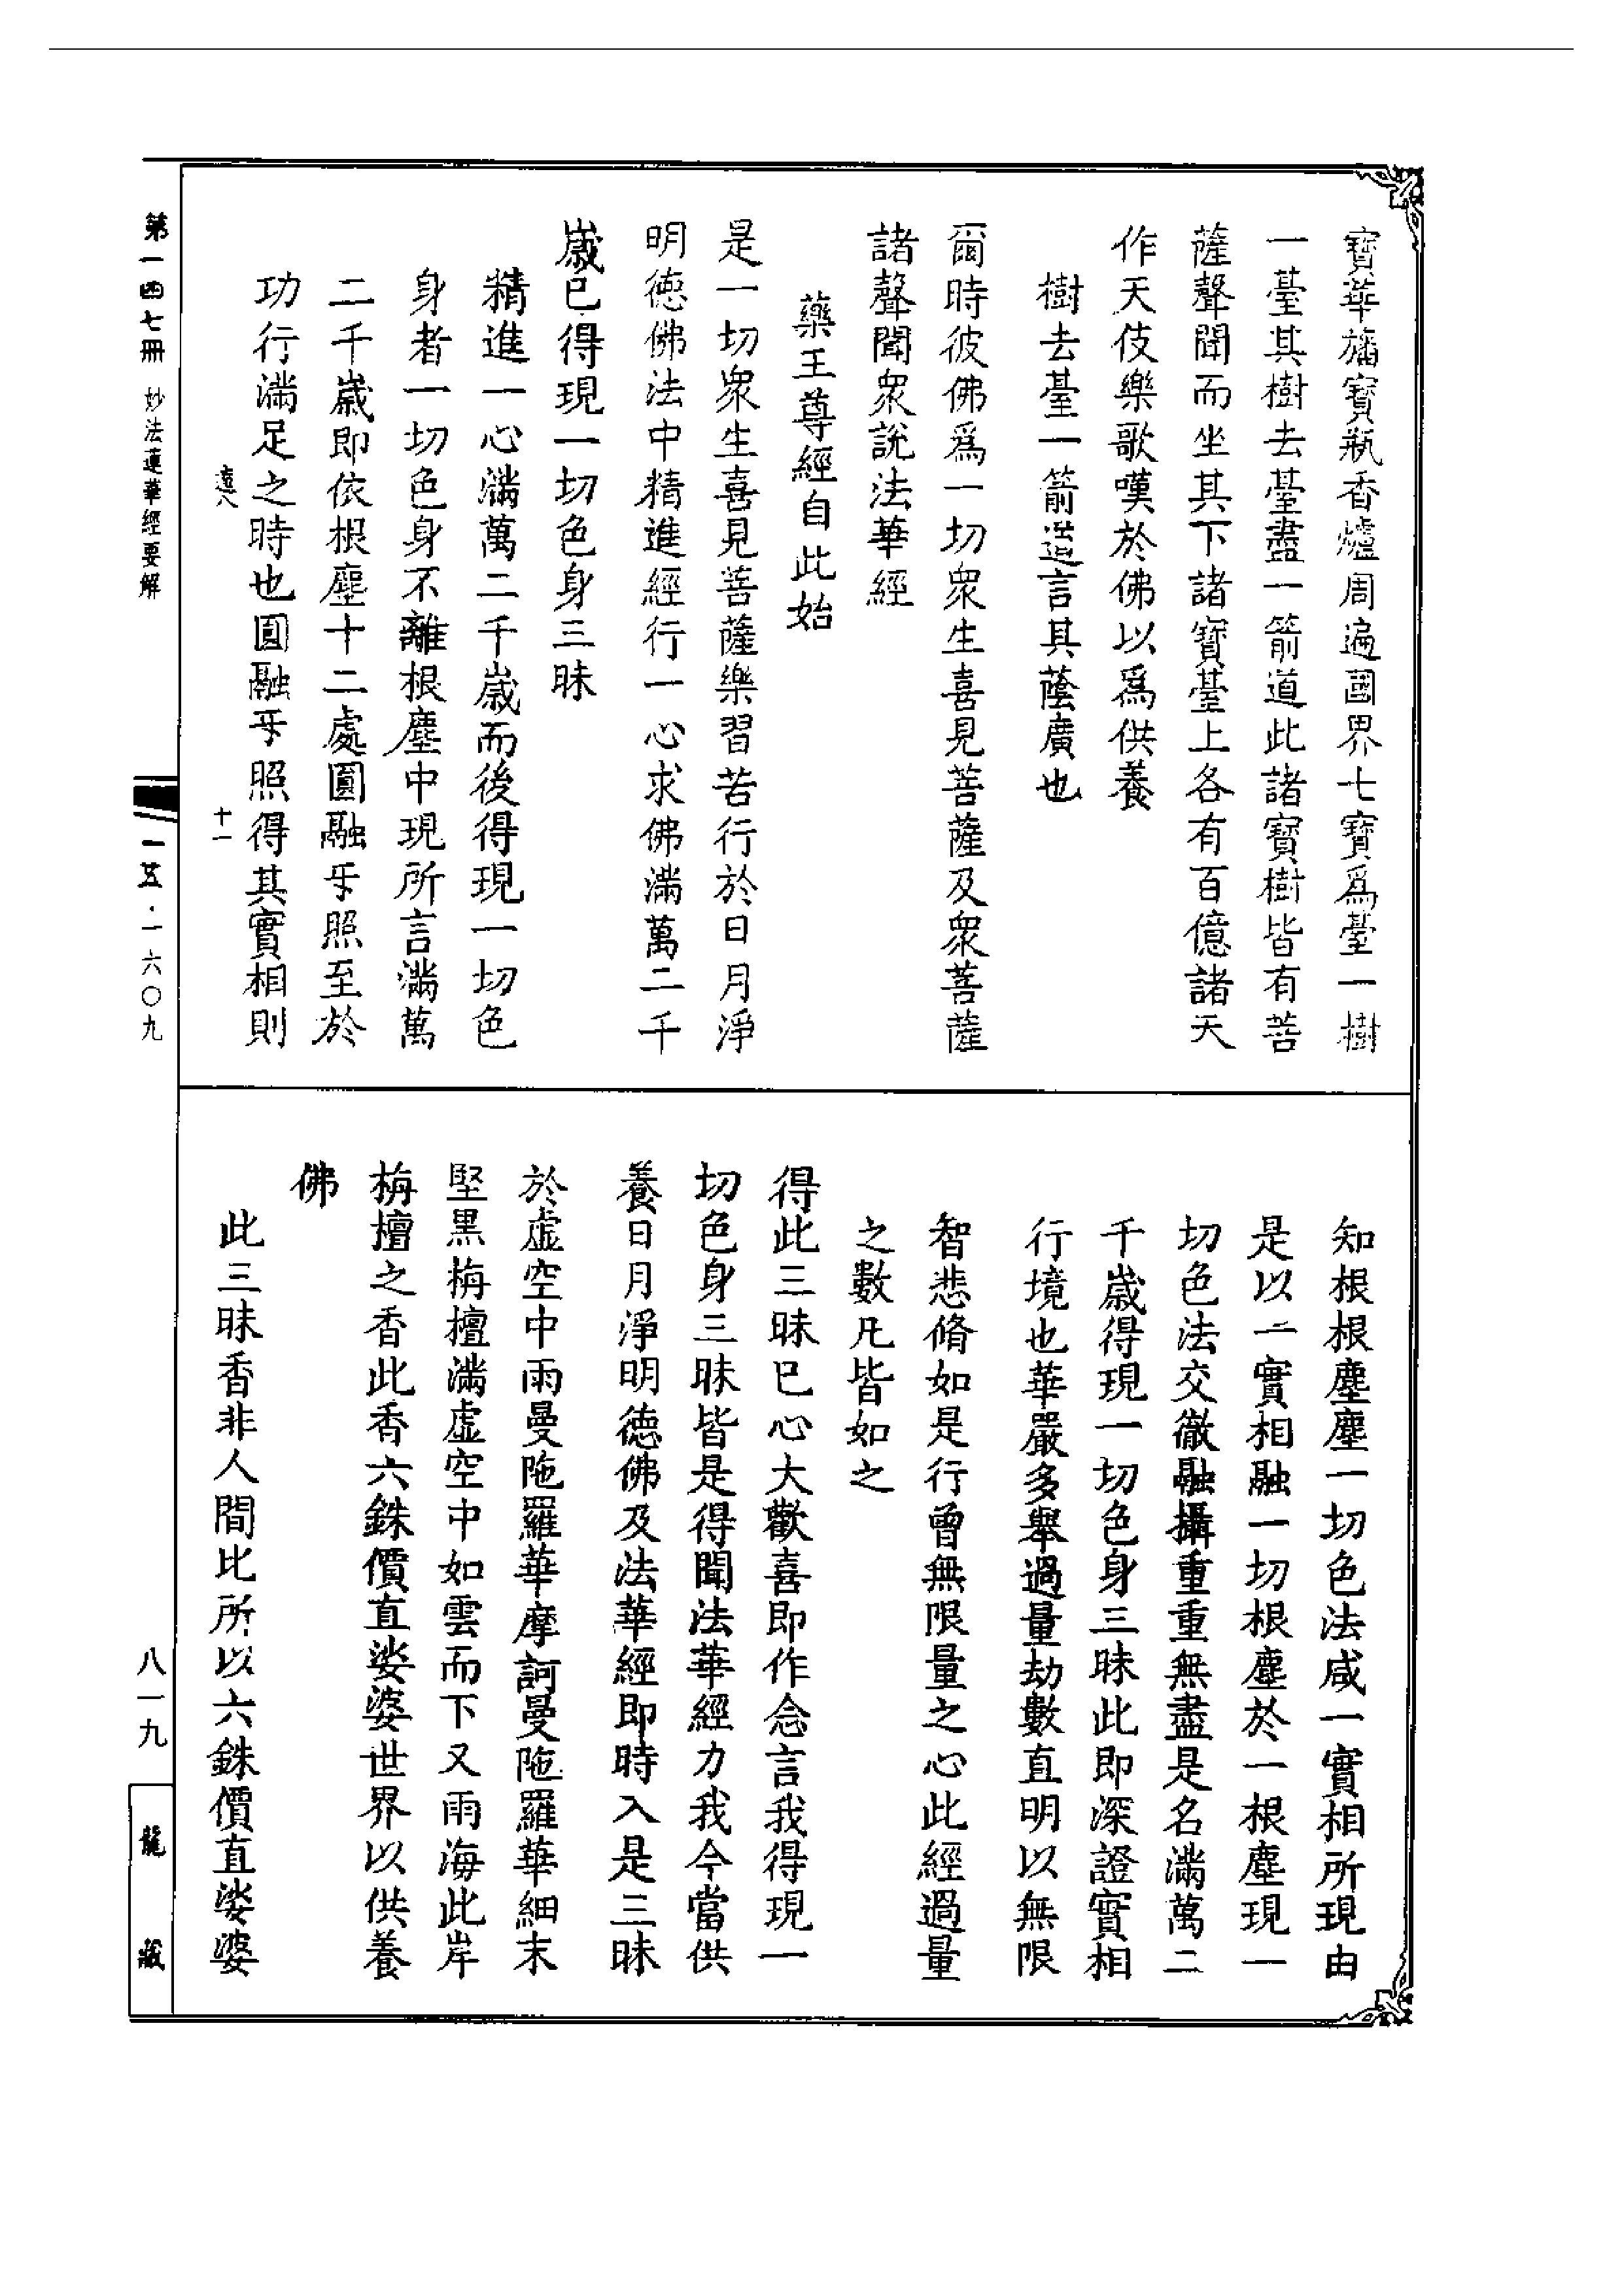 寶華旛寶瓶香爐周遍國界七寶爲臺一樹
一臺其樹去臺盡一箭道此諸寶樹皆有菩
薩聲聞而坐其下諸寶臺上各有百億諸天
作天伎樂歌嘆於佛以爲供養
樹去臺一箭道言其蔭廣也
爾時彼佛爲一切衆生喜見菩薩及衆菩薩
諸聲聞衆說法華經
藥王尊經自此始
是一切衆生喜見菩薩樂習苦行於日月淨
明德佛法中精進經行一心求佛滿萬二千
歲已得現一切色身三昧
精進一心滿萬二千歲而後得現一切色
身者一切色身不離根塵中現所言滿萬
二千歲即依根塵十二處圓融互照至於
功行滿足之時也圓融互照得其實相則
遠八
十一
知根根塵塵一切色法咸一實相所現由
是以一實相融一切根塵於一根塵現一
切色法交徹融攝重重無盡是名滿萬二
千歲得現一切色身三昧此即深證實相
行境也華嚴多舉過量劫數直明以無限
智悲脩如是行曾無限量之心此經過量
之數凡皆如之
得此三昧已心大歡喜即作念言我得現一
切色身三昧皆是得聞法華經力我今當供
養日月淨明德佛及法華經即時入是三昧
於虛空中雨曼陁羅華摩訶曼陁羅華細末
堅黑栴檀滿虛空中如雲而下又雨海此岸
栴檀之香此香六銖價直娑婆世界以供養
佛
此三昧香非人間比所以六銖價直娑婆
第一四七冊 妙法蓮華經要解
一五·一六〇九
八一九
龍藏